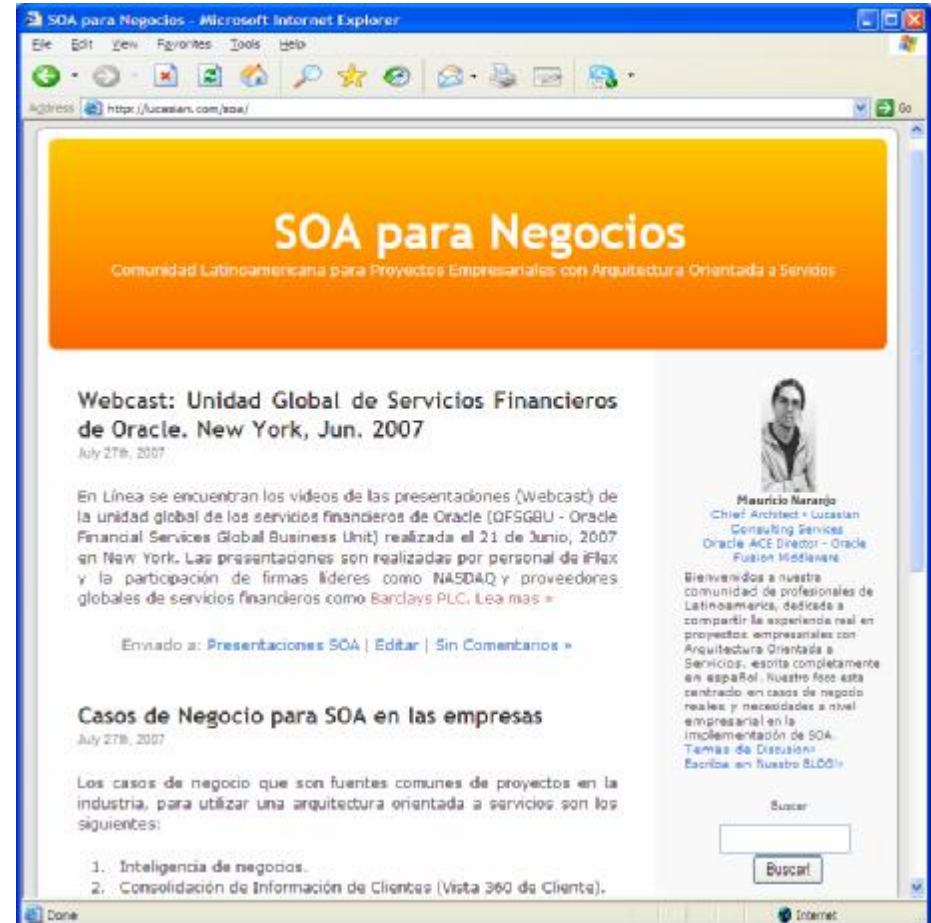 SOA para Negocios - Microsoft Internet Explorer
File Edit View Favorites Tools Help
Address http://lucasian.com/soa/ Go
SOA para Negocios
Comunidad Latinoamericana para Proyectos Empresariales con Arquitectura Orientada a Servicios
Webcast: Unidad Global de Servicios Financieros
de Oracle. New York, Jun. 2007
July 27th, 2007
En Línea se encuentran los videos de las presentaciones (Webcast) de
la unidad global de los servicios financieros de Oracle (OFSGBU - Oracle
Financial Services Global Business Unit) realizada el 21 de Junio, 2007
en New York. Las presentaciones son realizadas por personal de iFlex
y la participación de firmas líderes como NASDAQ y proveedores
globales de servicios financieros como Barclays PLC. Lea mas »
Enviado a: Presentaciones SOA | Editar | Sin Comentarios »
Casos de Negocio para SOA en las empresas
July 27th, 2007
Los casos de negocio que son fuentes comunes de proyectos en la
industria, para utilizar una arquitectura orientada a servicios son los
siguientes:
1. Inteligencia de negocios.
2. Consolidación de Información de Clientes (Vista 360 de Cliente).
Mauricio Naranjo
Chief Architect - Lucasian
Consulting Services
Oracle ACE Director - Oracle
Fusion Middleware
Bienvenidos a nuestra
comunidad de profesionales de
Latinoamerica, dedicada a
compartir la experiencia real en
proyectos empresariales con
Arquitectura Orientada a
Servicios, escrita completamente
en español. Nuestro foco esta
centrado en casos de negocio
reales y necesidades a nivel
empresarial en la
implementación de SOA.
Temas de Discusion»
Escriba en Nuestro BLOG!»
Buscar
Buscar!
Done
Internet